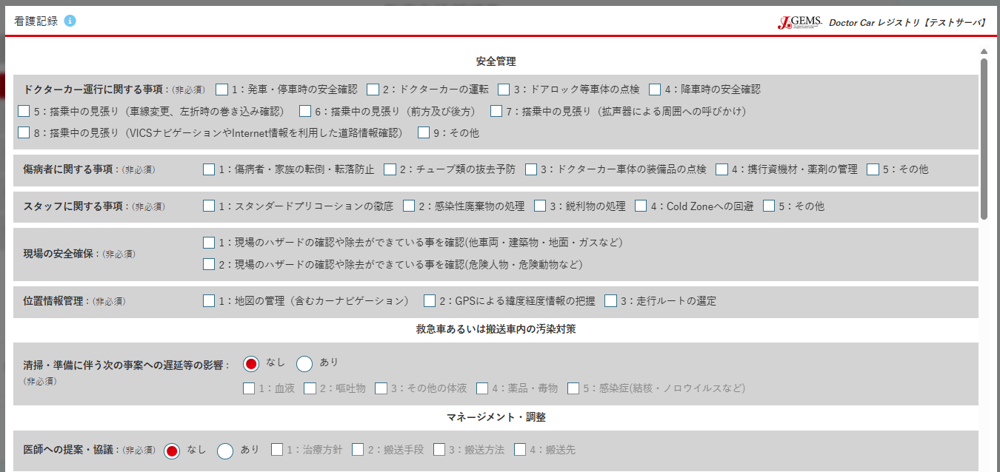 看護記録 i
J-GEMS Doctor Car レジストリ【テストサーバ】
安全管理
ドクターカー運行に関する事項：(非必須) 1：発車・停車時の安全確認 2：ドクターカーの運転 3：ドアロック等車体の点検 4：降車時の安全確認
5：搭乗中の見張り（車線変更、左折時の巻き込み確認） 6：搭乗中の見張り（前方及び後方） 7：搭乗中の見張り（拡声器による周囲への呼びかけ）
8：搭乗中の見張り（VICSナビゲーションやInternet情報を利用した道路情報確認） 9：その他
傷病者に関する事項：(非必須) 1：傷病者・家族の転倒・転落防止 2：チューブ類の抜去予防 3：ドクターカー車体の装備品の点検 4：携行資機材・薬剤の管理 5：その他
スタッフに関する事項：(非必須) 1：スタンダードプリコーションの徹底 2：感染性廃棄物の処理 3：鋭利物の処理 4：Cold Zoneへの回避 5：その他
現場の安全確保：(非必須)
1：現場のハザードの確認や除去ができている事を確認(他車両・建築物・地面・ガスなど)
2：現場のハザードの確認や除去ができている事を確認(危険人物・危険動物など)
位置情報管理：(非必須) 1：地図の管理（含むカーナビゲーション） 2：GPSによる緯度経度情報の把握 3：走行ルートの選定
救急車あるいは搬送車内の汚染対策
清掃・準備に伴う次の事案への遅延等の影響： なし あり
(非必須)
1：血液 2：嘔吐物 3：その他の体液 4：薬品・毒物 5：感染症(結核・ノロウイルスなど)
マネージメント・調整
医師への提案・協議：(非必須) なし あり 1：治療方針 2：搬送手段 3：搬送方法 4：搬送先